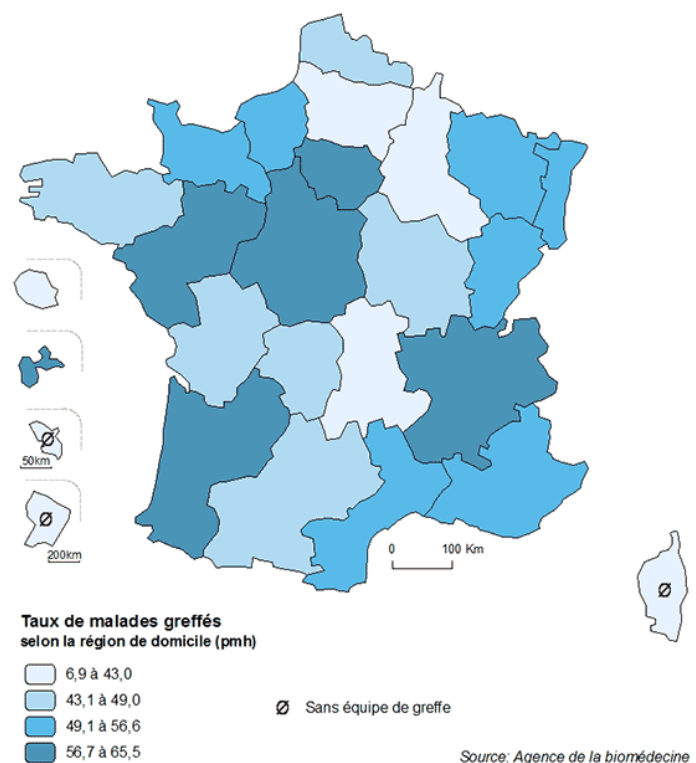 50km
200km
0 100 Km
Taux de malades greffés
selon la région de domicile (pmh)
6,9 à 43,0
43,1 à 49,0
49,1 à 56,6
56,7 à 65,5
Ø Sans équipe de greffe
Source: Agence de la biomédecine